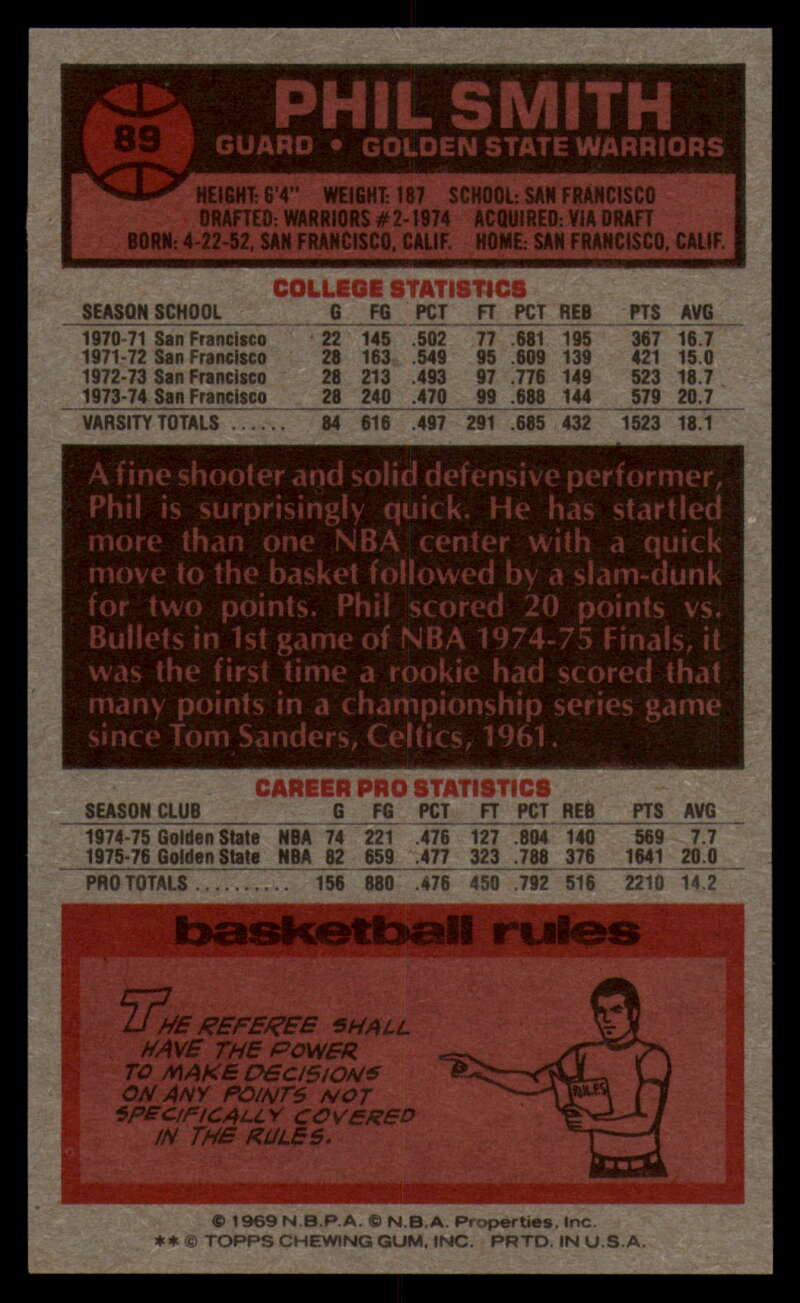 89
PHIL SMITH
GUARD • GOLDEN STATE WARRIORS
HEIGHT: 6'4" WEIGHT: 187 SCHOOL: SAN FRANCISCO
DRAFTED: WARRIORS #2-1974 ACQUIRED: VIA DRAFT
BORN: 4-22-52, SAN FRANCISCO, CALIF. HOME: SAN FRANCISCO, CALIF.
COLLEGE STATISTICS
SEASON SCHOOL G FG PCT FT PCT REB PTS AVG
1970-71 San Francisco 22 145 .502 77 .681 195 367 16.7
1971-72 San Francisco 28 163 .549 95 .609 139 421 15.0
1972-73 San Francisco 28 213 .493 97 .776 149 523 18.7
1973-74 San Francisco 28 240 .470 99 .688 144 579 20.7
VARSITY TOTALS ...... 84 616 .497 291 .685 432 1523 18.1
A fine shooter and solid defensive performer,
Phil is surprisingly quick. He has startled
more than one NBA center with a quick
move to the basket followed by a slam-dunk
for two points. Phil scored 20 points vs.
Bullets in 1st game of NBA 1974-75 Finals, it
was the first time a rookie had scored that
many points in a championship series game
since Tom Sanders, Celtics, 1961.
CAREER PRO STATISTICS
SEASON CLUB G FG PCT FT PCT REB PTS AVG
1974-75 Golden State NBA 74 221 .476 127 .804 140 569 7.7
1975-76 Golden State NBA 82 659 .477 323 .788 376 1641 20.0
PRO TOTALS .......... 156 880 .476 450 .792 516 2210 14.2
basketball rules
THE REFEREE SHALL
HAVE THE POWER
TO MAKE DECISIONS
ON ANY POINTS NOT
SPECIFICALLY COVERED
IN THE RULES.
RULES
© 1969 N.B.P.A. © N.B.A. Properties, Inc.
** © TOPPS CHEWING GUM, INC. PRTD. IN U.S.A.